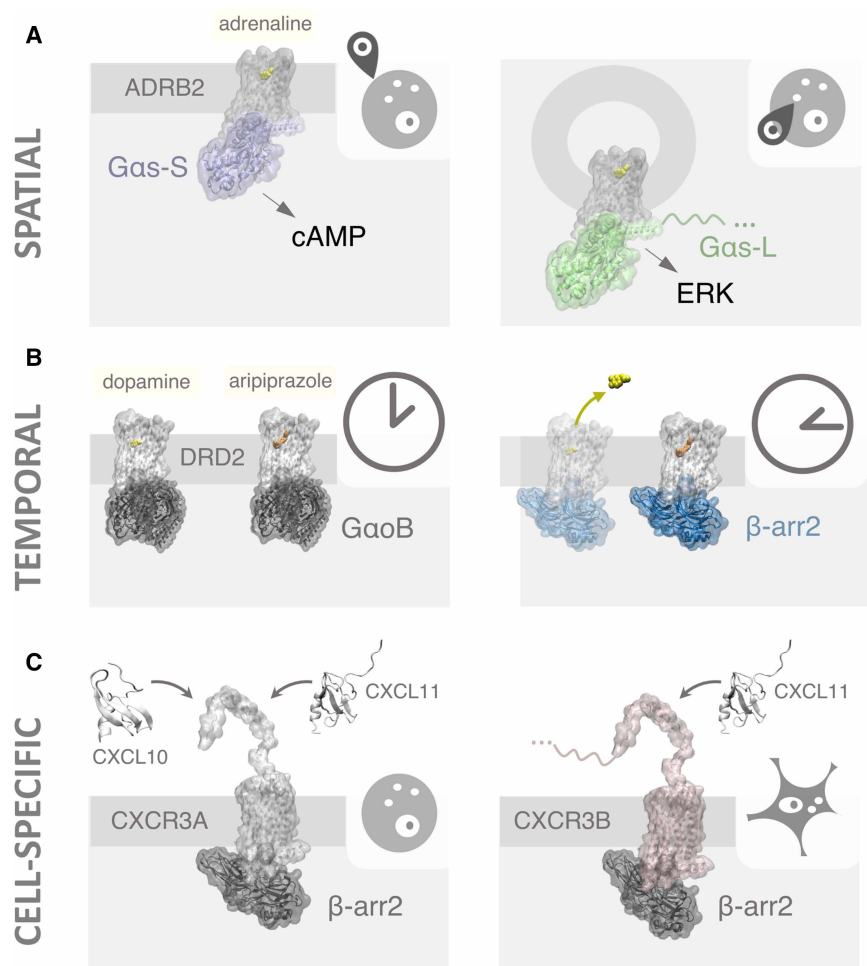 A
SPATIAL
adrenaline
ADRB2
Gαs-S
cAMP
Gαs-L
...
ERK
B
TEMPORAL
dopamine
aripiprazole
DRD2
GαoB
β-arr2
C
CELL-SPECIFIC
CXCL10
CXCL11
CXCR3A
β-arr2
CXCL11
...
CXCR3B
β-arr2